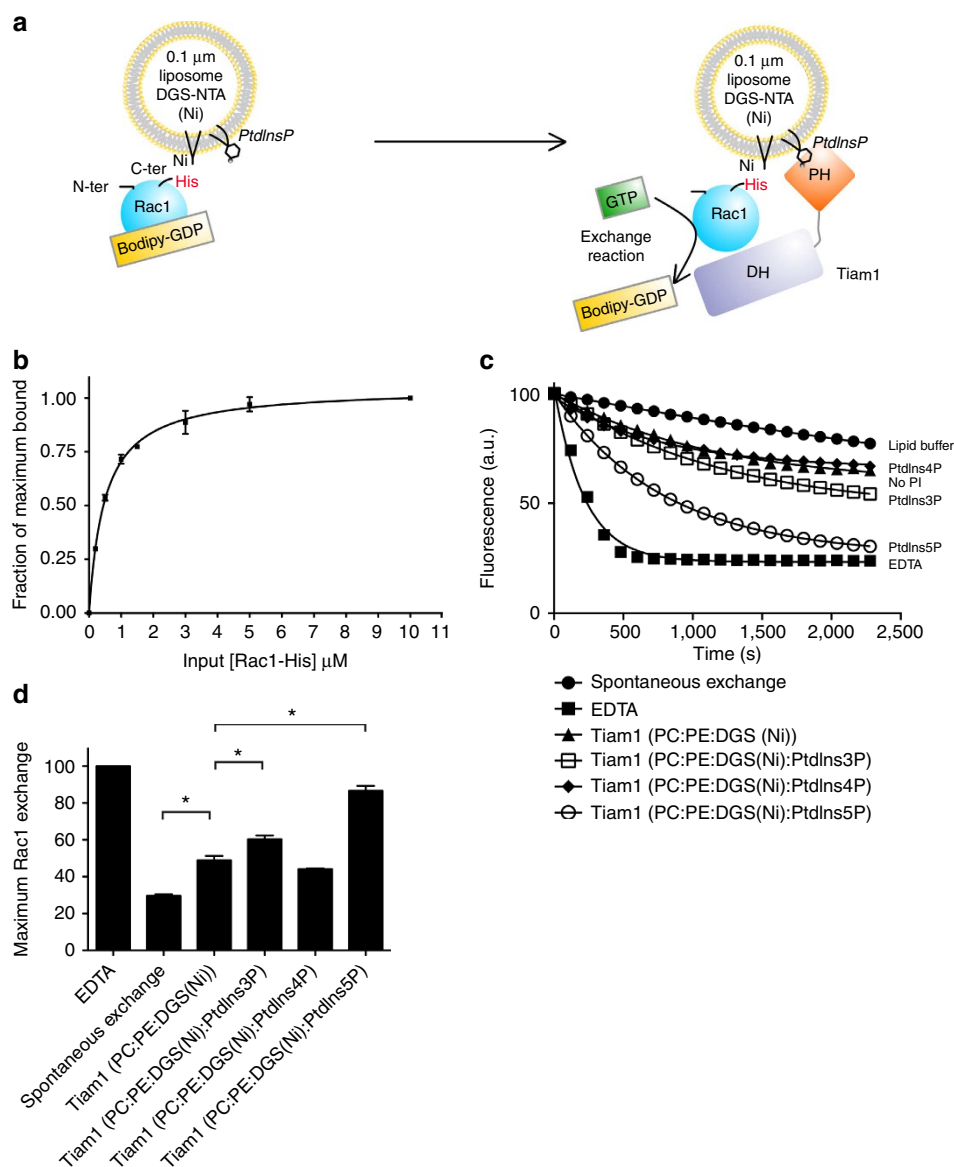 a
0.1 μm
liposome
DGS-NTA
(Ni)
PtdInsP
Ni
C-ter
His
N-ter
Rac1
Bodipy-GDP
0.1 μm
liposome
DGS-NTA
(Ni)
PtdInsP
Ni
His
PH
GTP
Rac1
Exchange
reaction
DH
Tiam1
Bodipy-GDP
b
Fraction of maximum bound
1.00
0.75
0.50
0.25
0.00
0 1 2 3 4 5 6 7 8 9 10 11
Input [Rac1-His] μM
c
Fluorescence (a.u.)
100
50
0
0 500 1,000 1,500 2,000 2,500
Time (s)
Lipid buffer
PtdIns4P
No PI
PtdIns3P
PtdIns5P
EDTA
Spontaneous exchange
EDTA
Tiam1 (PC:PE:DGS (Ni))
Tiam1 (PC:PE:DGS(Ni):PtdIns3P)
Tiam1 (PC:PE:DGS(Ni):PtdIns4P)
Tiam1 (PC:PE:DGS(Ni):PtdIns5P)
d
Maximum Rac1 exchange
100
80
60
40
20
0
*
*
*
EDTA
Spontaneous exchange
Tiam1 (PC:PE:DGS(Ni))
Tiam1 (PC:PE:DGS(Ni):PtdIns3P)
Tiam1 (PC:PE:DGS(Ni):PtdIns4P)
Tiam1 (PC:PE:DGS(Ni):PtdIns5P)